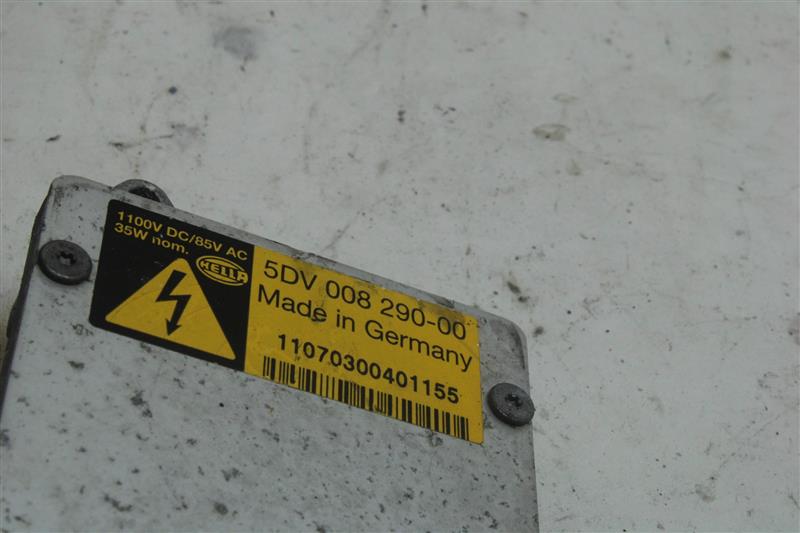 1100V DC/85V AC
35W nom.
HELLA
5DV 008 290-00
Made in Germany
11070300401155